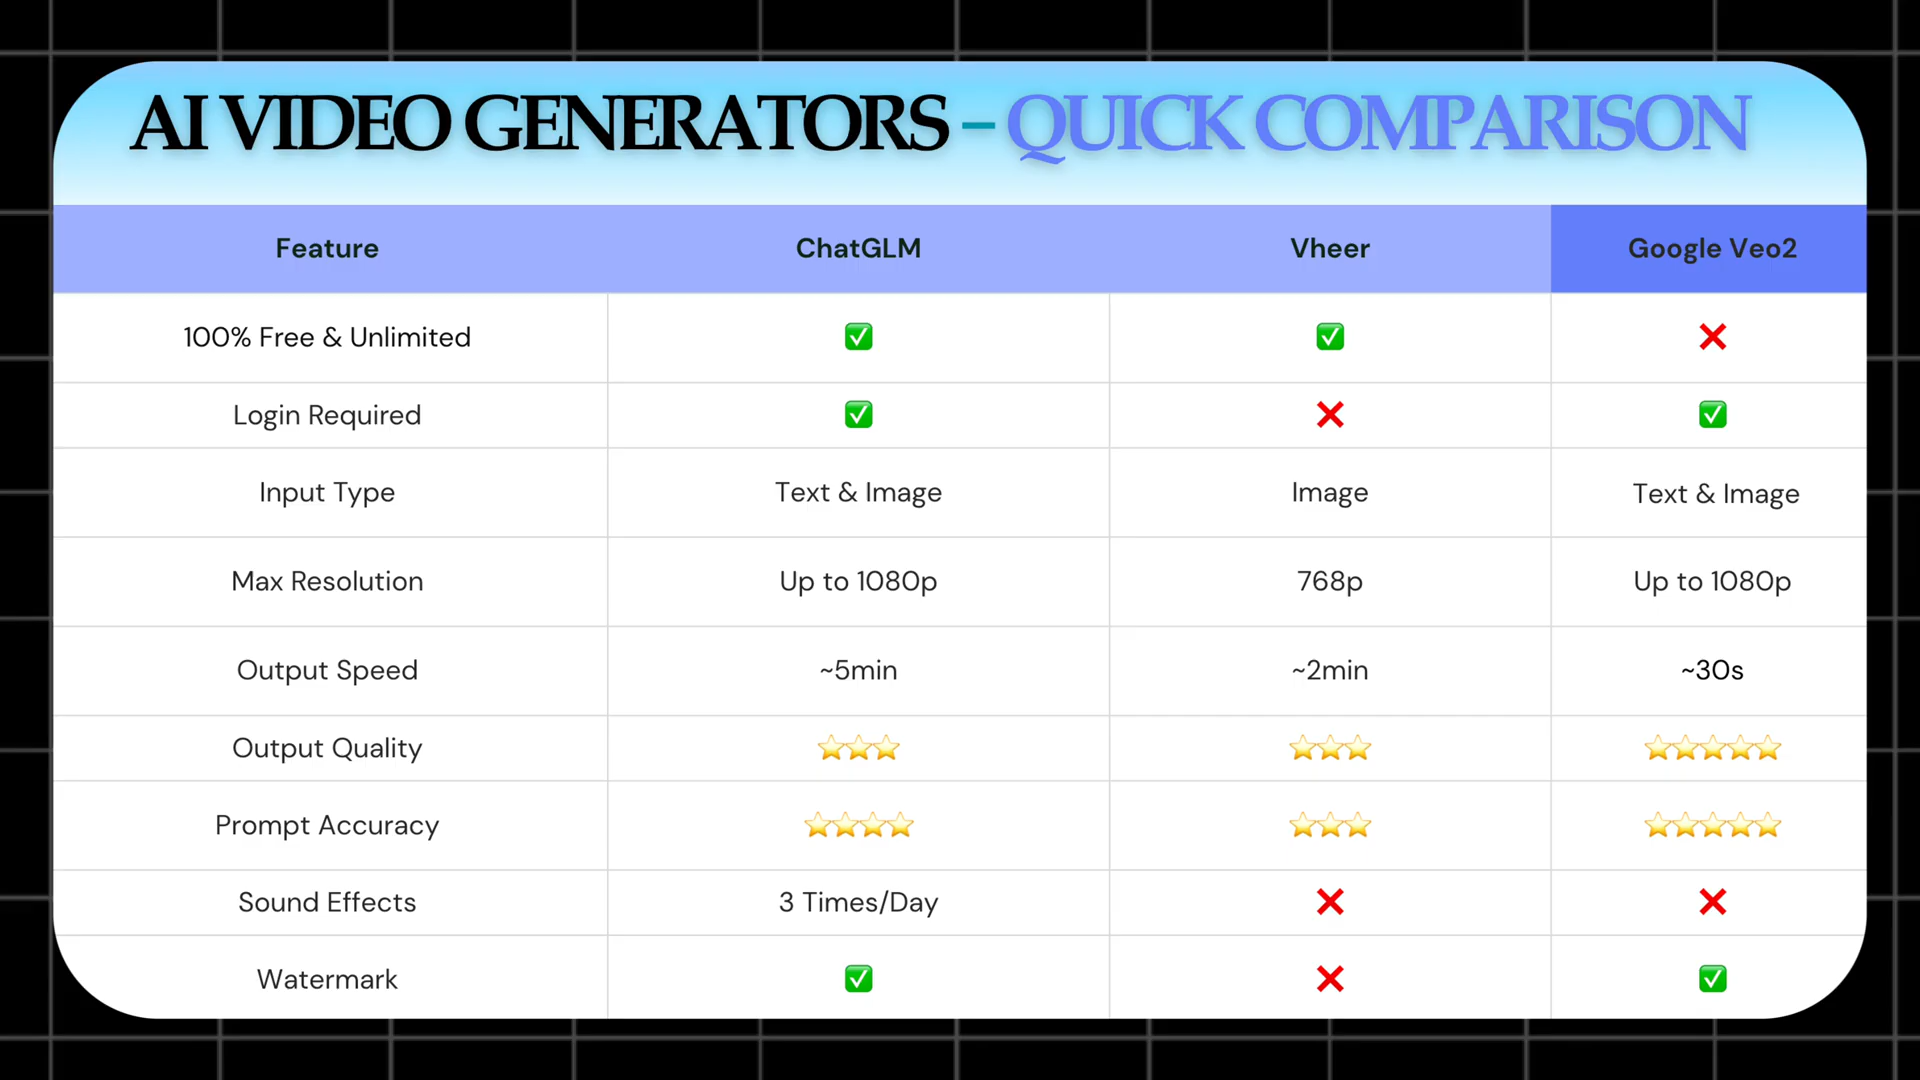 AI VIDEO GENERATORS – QUICK COMPARISON
Feature ChatGLM Vheer Google Veo2
100% Free & Unlimited ✅ ✅ ❌
Login Required ✅ ❌ ✅
Input Type Text & Image Image Text & Image
Max Resolution Up to 1080p 768p Up to 1080p
Output Speed ~5min ~2min ~30s
Output Quality ⭐⭐⭐ ⭐⭐⭐ ⭐⭐⭐⭐⭐
Prompt Accuracy ⭐⭐⭐⭐ ⭐⭐⭐ ⭐⭐⭐⭐⭐
Sound Effects 3 Times/Day ❌ ❌
Watermark ✅ ❌ ✅